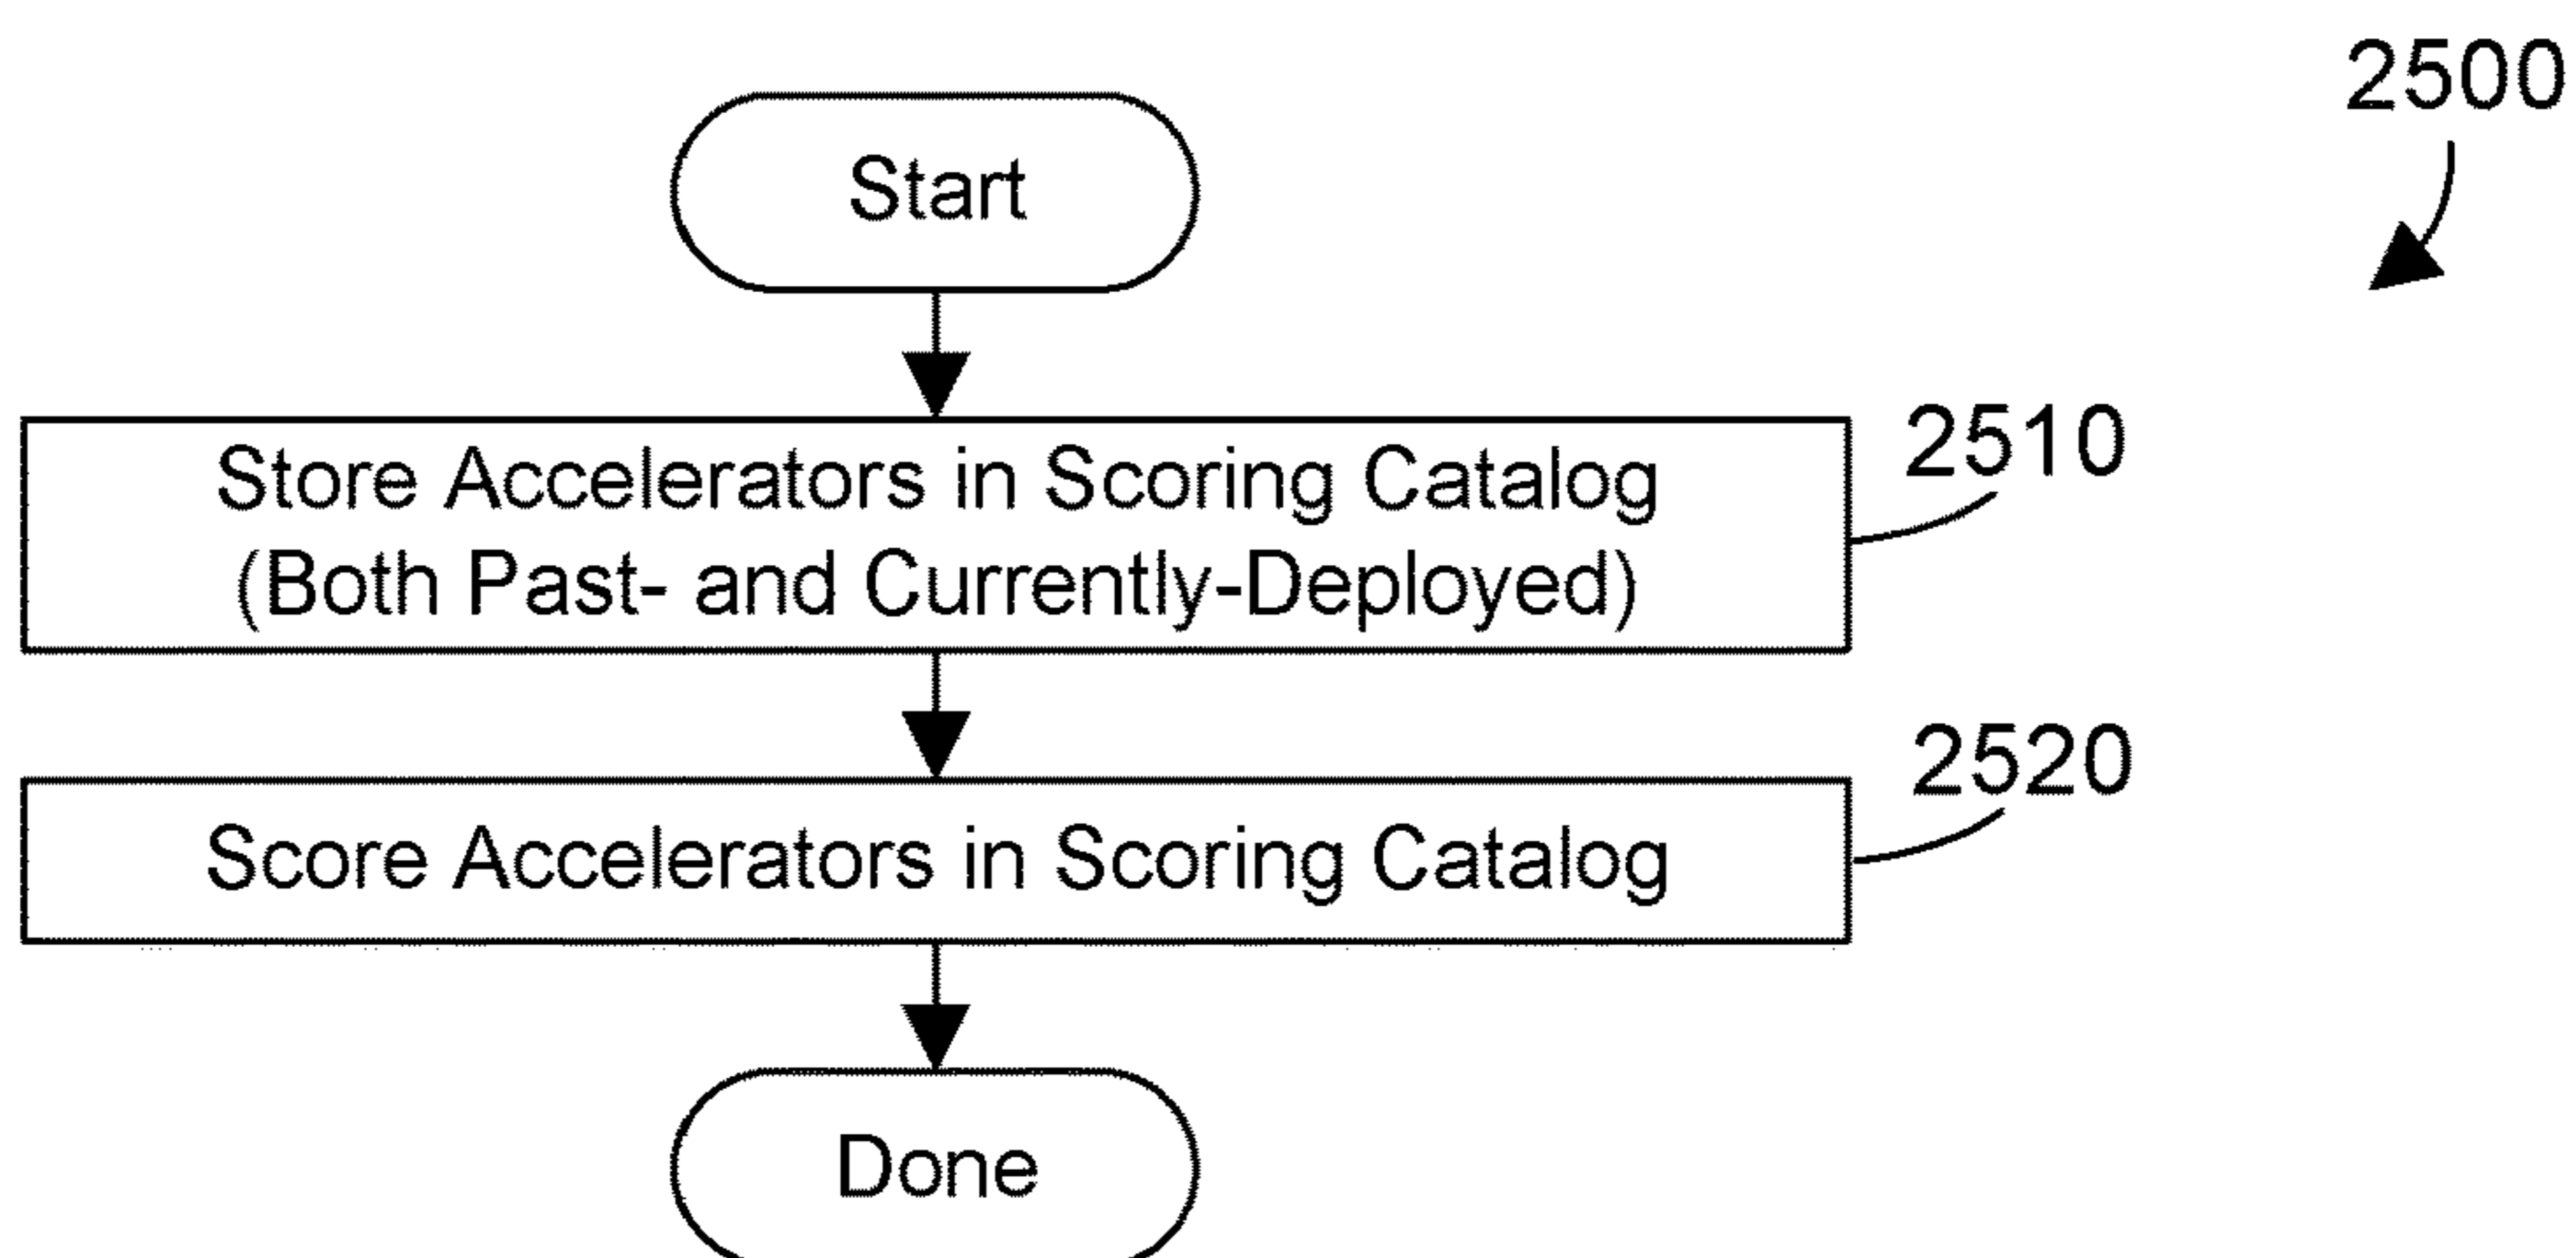 2500
Start
Store Accelerators in Scoring Catalog
(Both Past- and Currently-Deployed)
2510
Score Accelerators in Scoring Catalog
2520
Done